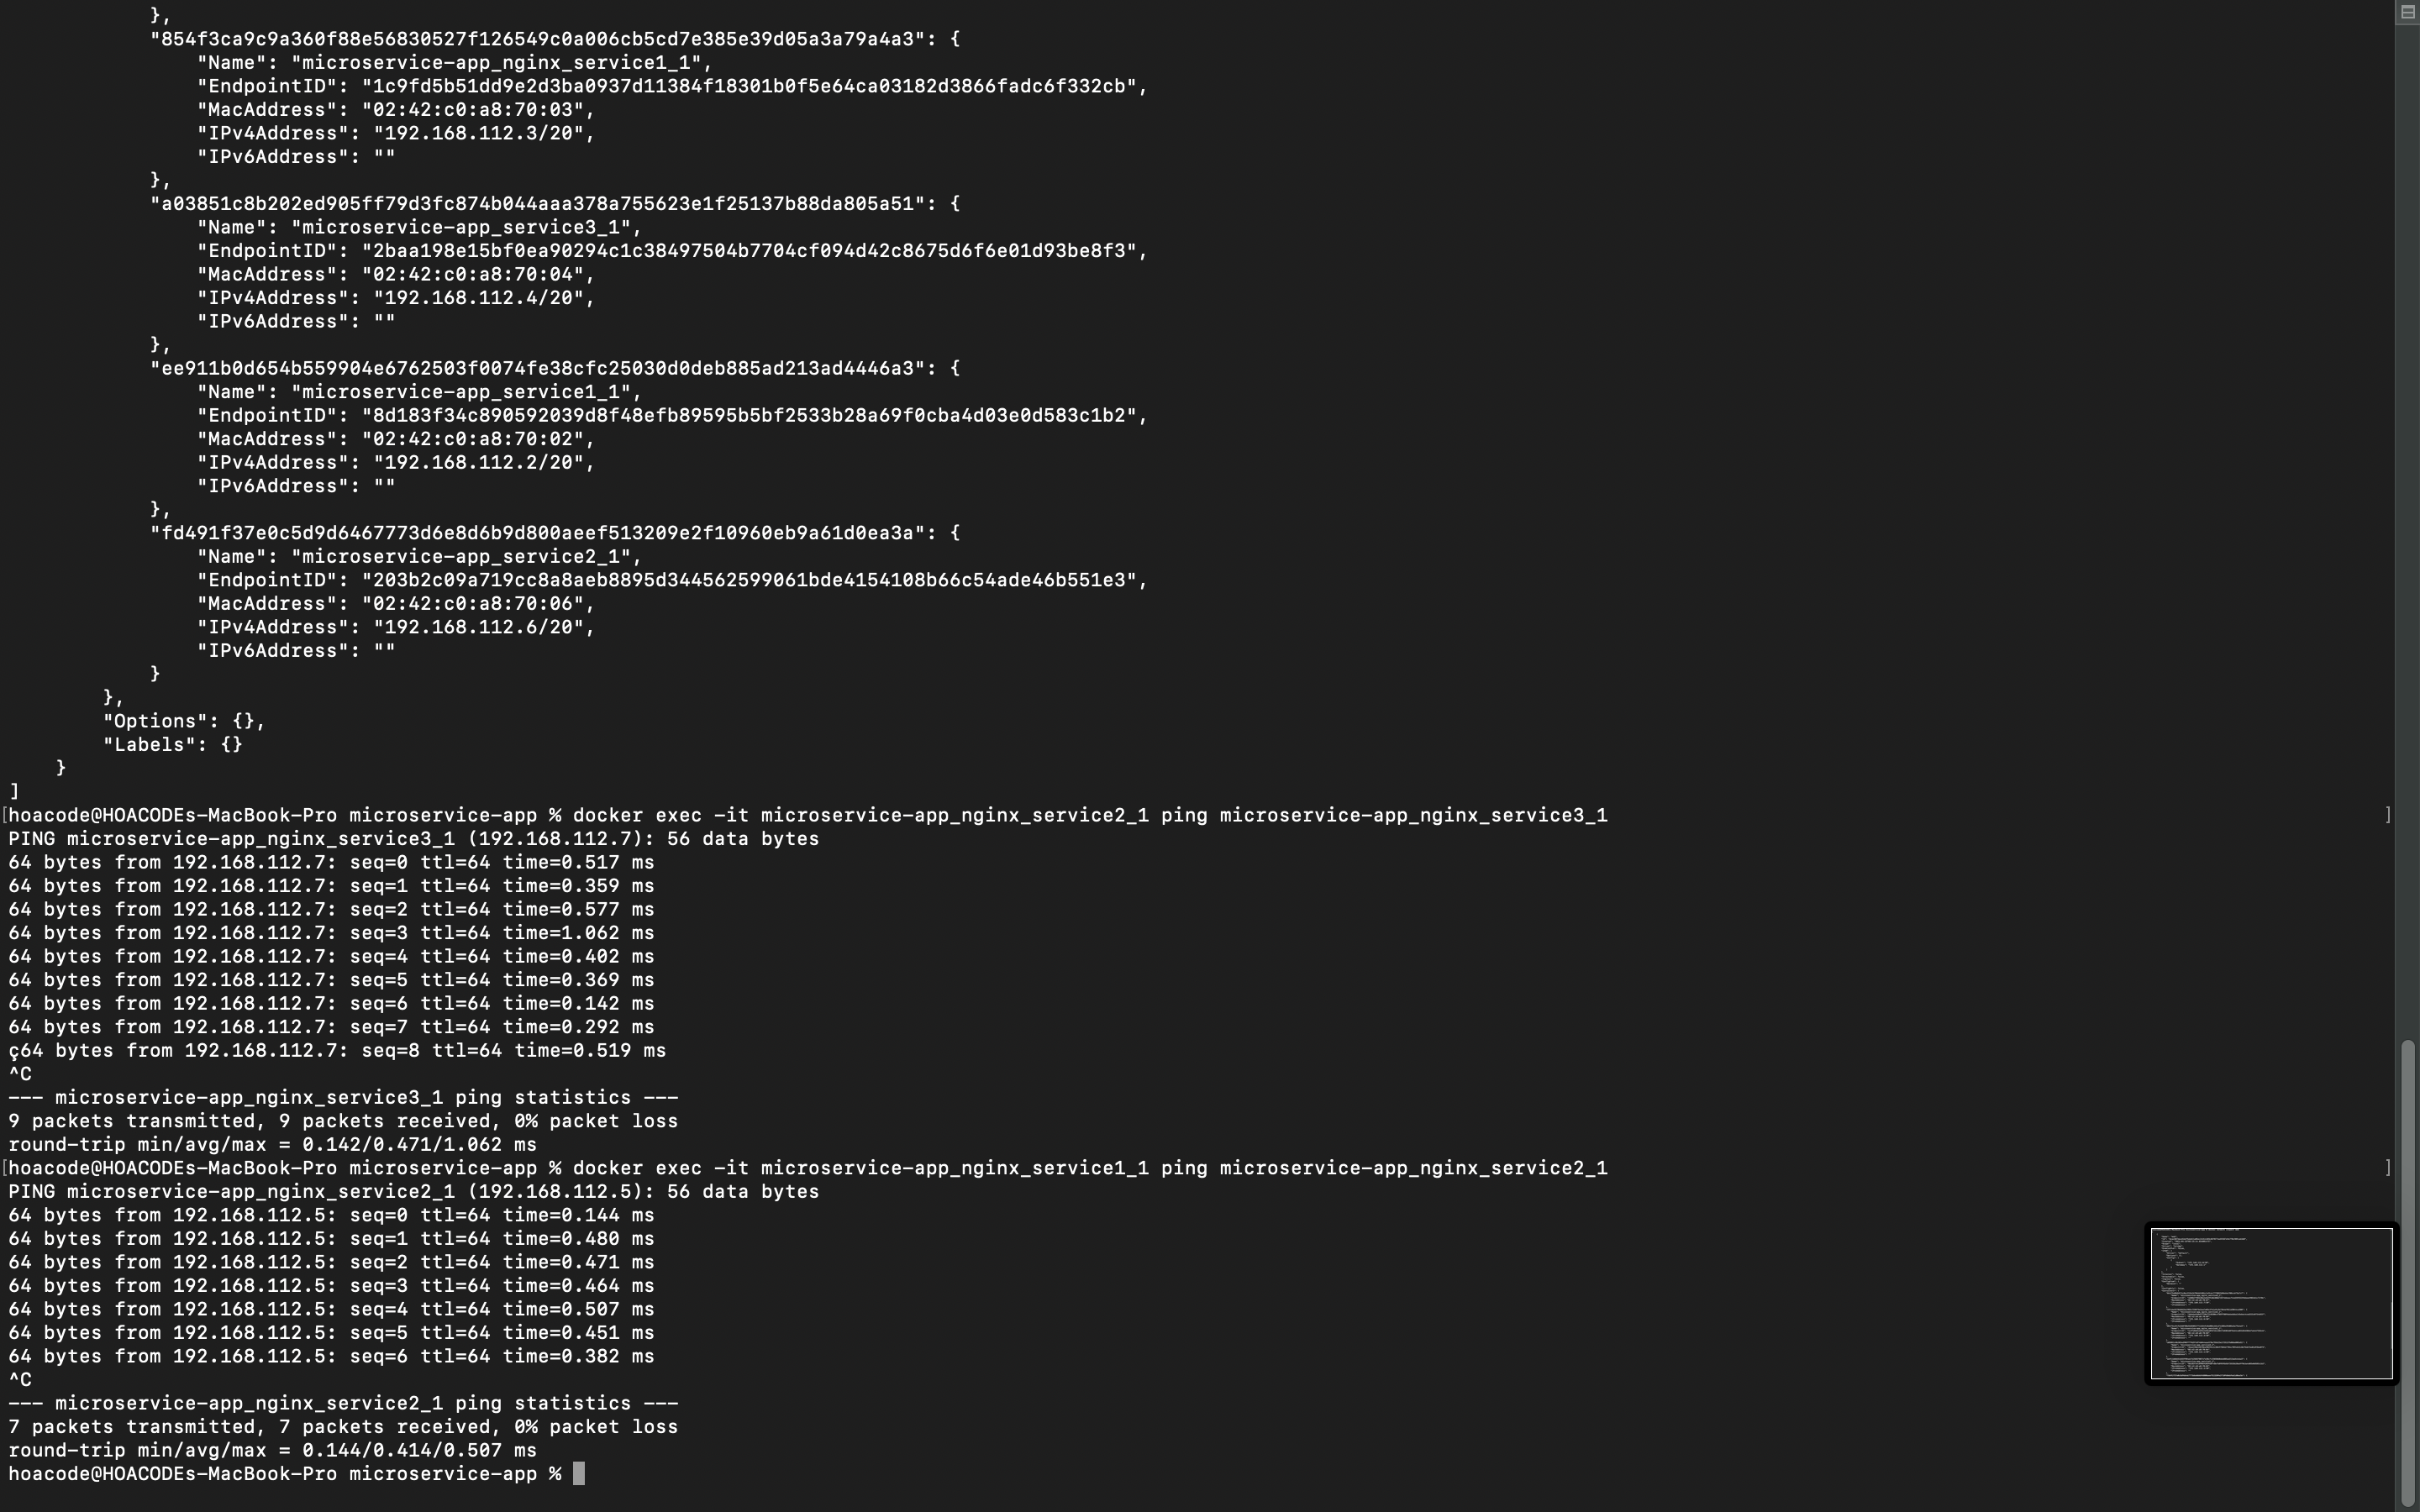 },
            "854f3ca9c9a360f88e56830527f126549c0a006cb5cd7e385e39d05a3a79a4a3": {
                "Name": "microservice-app_nginx_service1_1",
                "EndpointID": "1c9fd5b51dd9e2d3ba0937d11384f18301b0f5e64ca03182d3866fadc6f332cb",
                "MacAddress": "02:42:c0:a8:70:03",
                "IPv4Address": "192.168.112.3/20",
                "IPv6Address": ""
            },
            "a03851c8b202ed905ff79d3fc874b044aaa378a755623e1f25137b88da805a51": {
                "Name": "microservice-app_service3_1",
                "EndpointID": "2baa198e15bf0ea90294c1c38497504b7704cf094d42c8675d6f6e01d93be8f3",
                "MacAddress": "02:42:c0:a8:70:04",
                "IPv4Address": "192.168.112.4/20",
                "IPv6Address": ""
            },
            "ee911b0d654b559904e6762503f0074fe38cfc25030d0deb885ad213ad4446a3": {
                "Name": "microservice-app_service1_1",
                "EndpointID": "8d183f34c890592039d8f48efb89595b5bf2533b28a69f0cba4d03e0d583c1b2",
                "MacAddress": "02:42:c0:a8:70:02",
                "IPv4Address": "192.168.112.2/20",
                "IPv6Address": ""
            },
            "fd491f37e0c5d9d6467773d6e8d6b9d800aeef513209e2f10960eb9a61d0ea3a": {
                "Name": "microservice-app_service2_1",
                "EndpointID": "203b2c09a719cc8a8aeb8895d344562599061bde4154108b66c54ade46b551e3",
                "MacAddress": "02:42:c0:a8:70:06",
                "IPv4Address": "192.168.112.6/20",
                "IPv6Address": ""
            }
        },
        "Options": {},
        "Labels": {}
    }
]
[hoacode@HOACODEs-MacBook-Pro microservice-app % docker exec -it microservice-app_nginx_service2_1 ping microservice-app_nginx_service3_1 ]
PING microservice-app_nginx_service3_1 (192.168.112.7): 56 data bytes
64 bytes from 192.168.112.7: seq=0 ttl=64 time=0.517 ms
64 bytes from 192.168.112.7: seq=1 ttl=64 time=0.359 ms
64 bytes from 192.168.112.7: seq=2 ttl=64 time=0.577 ms
64 bytes from 192.168.112.7: seq=3 ttl=64 time=1.062 ms
64 bytes from 192.168.112.7: seq=4 ttl=64 time=0.402 ms
64 bytes from 192.168.112.7: seq=5 ttl=64 time=0.369 ms
64 bytes from 192.168.112.7: seq=6 ttl=64 time=0.142 ms
64 bytes from 192.168.112.7: seq=7 ttl=64 time=0.292 ms
ç64 bytes from 192.168.112.7: seq=8 ttl=64 time=0.519 ms
^C
--- microservice-app_nginx_service3_1 ping statistics ---
9 packets transmitted, 9 packets received, 0% packet loss
round-trip min/avg/max = 0.142/0.471/1.062 ms
[hoacode@HOACODEs-MacBook-Pro microservice-app % docker exec -it microservice-app_nginx_service1_1 ping microservice-app_nginx_service2_1 ]
PING microservice-app_nginx_service2_1 (192.168.112.5): 56 data bytes
64 bytes from 192.168.112.5: seq=0 ttl=64 time=0.144 ms
64 bytes from 192.168.112.5: seq=1 ttl=64 time=0.480 ms
64 bytes from 192.168.112.5: seq=2 ttl=64 time=0.471 ms
64 bytes from 192.168.112.5: seq=3 ttl=64 time=0.464 ms
64 bytes from 192.168.112.5: seq=4 ttl=64 time=0.507 ms
64 bytes from 192.168.112.5: seq=5 ttl=64 time=0.451 ms
64 bytes from 192.168.112.5: seq=6 ttl=64 time=0.382 ms
^C
--- microservice-app_nginx_service2_1 ping statistics ---
7 packets transmitted, 7 packets received, 0% packet loss
round-trip min/avg/max = 0.144/0.414/0.507 ms
hoacode@HOACODEs-MacBook-Pro microservice-app %